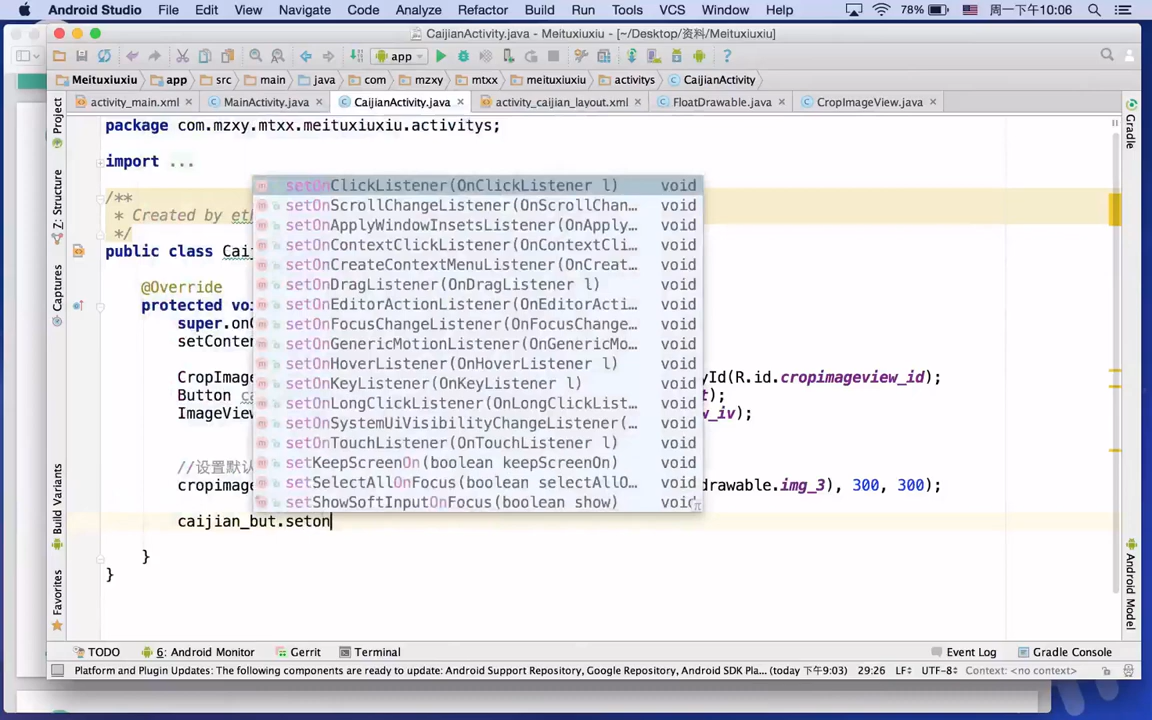 Android Studio File Edit View Navigate Code Analyze Refactor Build Run Tools VCS Window Help 78% 周一下午10:06
CaijianActivity.java - Meituxiuxiu - [~/Desktop/资料/Meituxiuxiu]
app
Meituxiuxiu app src main java com mzxy mtxx meituxiuxiu activitys CaijianActivity
activity_main.xml MainActivity.java CaijianActivity.java activity_caijian_layout.xml FloatDrawable.java CropImageView.java
1: Project
Z: Structure
Captures
Build Variants
Favorites
Gradle
Android Model
package com.mzxy.mtxx.meituxiuxiu.activitys;
import ...
/**
* Created by
*/
public class
@Override
protected
setConten
CropImag yId(R.id.cropimageview_id);
Button t);
ImageView w_iv);
//设置默认
cropimage drawable.img_3), 300, 300);
caijian_but.seton
}
}
setOnClickListener(OnClickListener l) void
setOnScrollChangeListener(OnScrollChan... void
setOnApplyWindowInsetsListener(OnApply... void
setOnContextClickListener(OnContextCli... void
setOnCreateContextMenuListener(OnCreat... void
setOnDragListener(OnDragListener l) void
setOnEditorActionListener(OnEditorActi... void
setOnFocusChangeListener(OnFocusChange... void
setOnGenericMotionListener(OnGenericMo... void
setOnHoverListener(OnHoverListener l) void
setOnKeyListener(OnKeyListener l) void
setOnLongClickListener(OnLongClickList... void
setOnSystemUiVisibilityChangeListener(... void
setOnTouchListener(OnTouchListener l) void
setKeepScreenOn(boolean keepScreenOn) void
setSelectAllOnFocus(boolean selectAllO... void
setShowSoftInputOnFocus(boolean show) void
TODO 6: Android Monitor Gerrit Terminal Event Log Gradle Console
Platform and Plugin Updates: The following components are ready to update: Android Support Repository, Google Repository, Android SDK Pla... (today 下午9:03) 29:26 LF÷ UTF-8÷ Context: <no context>